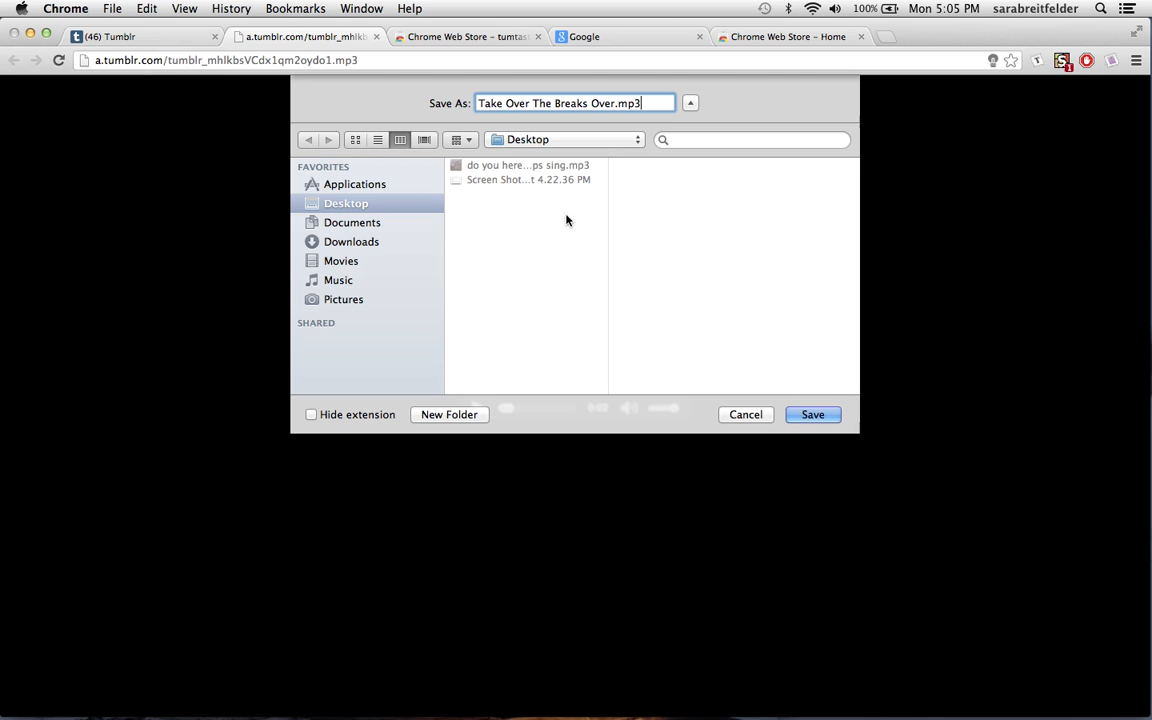 Chrome File Edit View History Bookmarks Window Help 100% Mon 5:05 PM sarabreitfelder
(46) Tumblr a.tumblr.com/tumblr_mhlkbs Chrome Web Store – tumtas Google Chrome Web Store – Home
a.tumblr.com/tumblr_mhlkbsVCdx1qm2oydo1.mp3
Save As: Take Over The Breaks Over.mp3
Desktop
FAVORITES
Applications
Desktop
Documents
Downloads
Movies
Music
Pictures
SHARED
do you here...ps sing.mp3
Screen Shot...t 4.22.36 PM
Hide extension New Folder Cancel Save